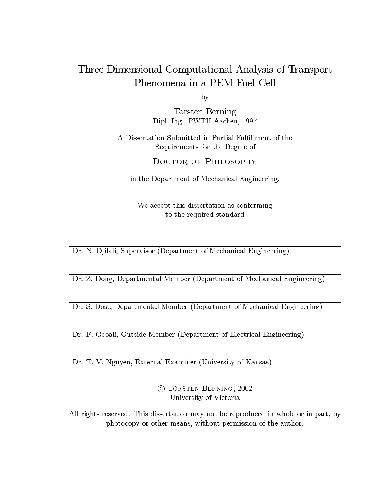 Three-Dimensional Computational Analysis of Transport
Phenomena in a PEM Fuel Cell
by
Torsten Berning
Dipl.-Ing., RWTH Aachen, 1997
A Dissertation Submitted in Partial Fulfillment of the
Requirements for the Degree of
Doctor of Philosophy
in the Department of Mechanical Engineering.
We accept this dissertation as conforming
to the required standard
Dr. N. Djilali, Supervisor (Department of Mechanical Engineering)
Dr. Z. Dong, Departmental Member (Department of Mechanical Engineering)
Dr. S. Dost, Departmental Member (Department of Mechanical Engineering)
Dr. F. Gebali, Outside Member (Department of Electrical Engineering)
Dr. T. V. Nguyen, External Examiner (University of Kansas)
© Torsten Berning, 2002
University of Victoria
All rights reserved. This dissertation may not be reproduced in whole or in part, by
photocopy or other means, without permission of the author.